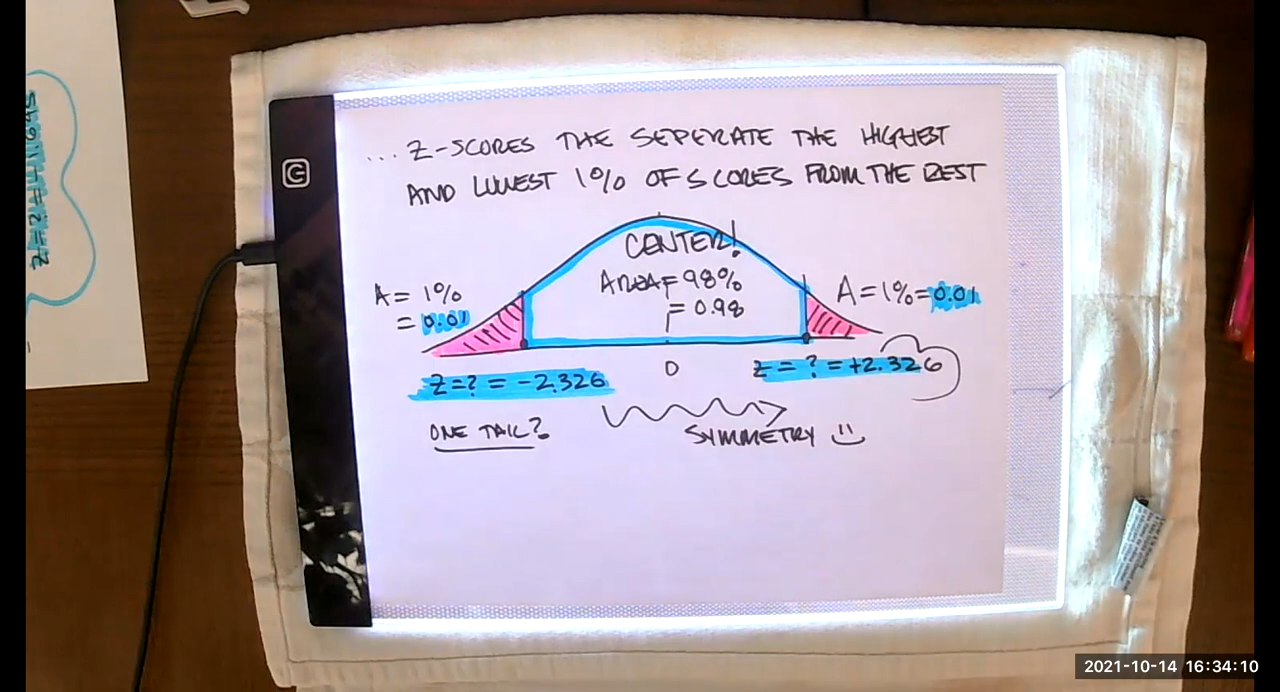 ... Z-SCORES THE SEPERATE THE HIGHEST
AND LOWEST 1% OF SCORES FROM THE REST
CENTER!
AREA = 98%
= 0.98
A = 1%
= 0.01
A = 1% = 0.01
Z = ? = -2.326
0
Z = ? = +2.326
ONE TAIL?
SYMMETRY
2021-10-14 16:34:10